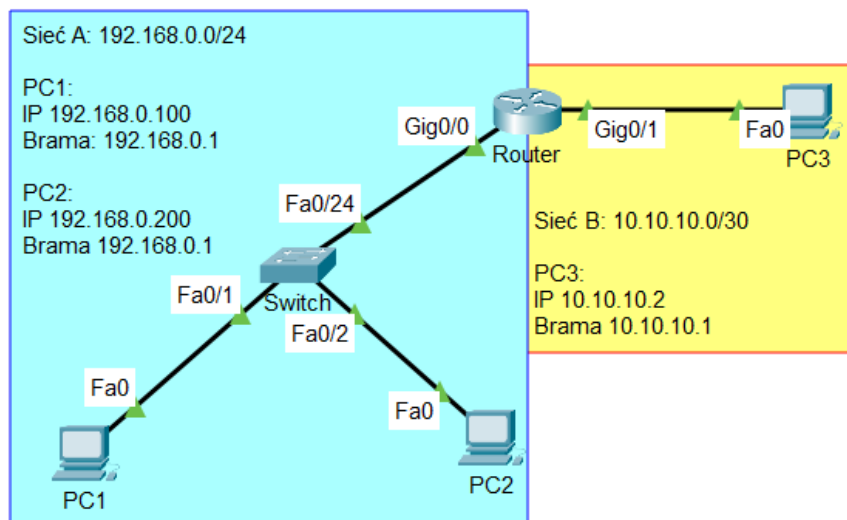 Sieć A: 192.168.0.0/24
PC1:
IP 192.168.0.100
Brama: 192.168.0.1
PC2:
IP 192.168.0.200
Brama 192.168.0.1
Gig0/0
Router
Gig0/1
Fa0
PC3
Fa0/24
Sieć B: 10.10.10.0/30
PC3:
IP 10.10.10.2
Brama 10.10.10.1
Fa0/1
Switch
Fa0/2
Fa0
Fa0
PC1
PC2